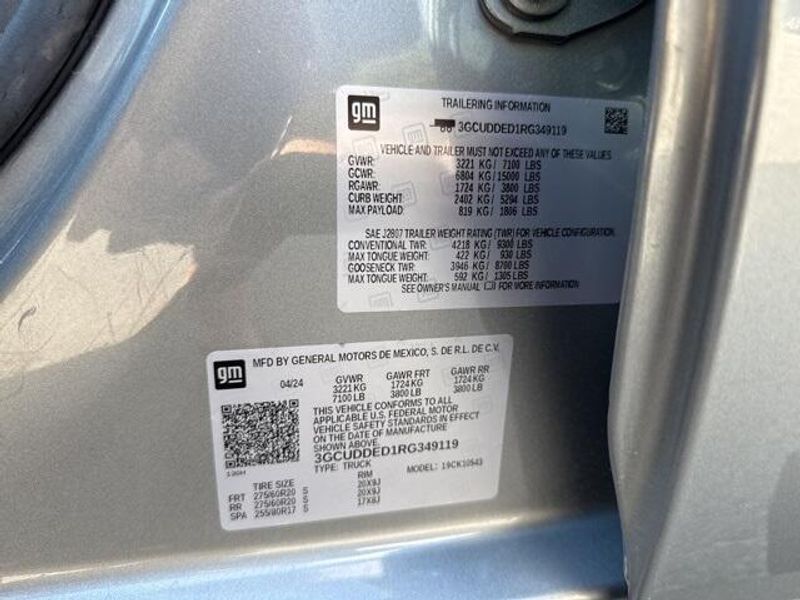 gm
TRAILERING INFORMATION
3GCUDDED1RG349119
VEHICLE AND TRAILER MUST NOT EXCEED ANY OF THESE VALUES
GVWR: 3221 KG / 7100 LBS
GCWR: 6804 KG / 15000 LBS
RGAWR: 1724 KG / 3800 LBS
CURB WEIGHT: 2402 KG / 5294 LBS
MAX PAYLOAD: 819 KG / 1806 LBS
SAE J2807 TRAILER WEIGHT RATING (TWR) FOR VEHICLE CONFIGURATION.
CONVENTIONAL TWR: 4218 KG / 9300 LBS
MAX TONGUE WEIGHT: 422 KG / 930 LBS
GOOSENECK TWR: 3946 KG / 8700 LBS
MAX TONGUE WEIGHT: 592 KG / 1305 LBS
SEE OWNER'S MANUAL FOR MORE INFORMATION
gm
MFD BY GENERAL MOTORS DE MEXICO, S. DE R.L. DE C.V.
04/24 GVWR GAWR FRT GAWR RR
3221 KG 1724 KG 1724 KG
7100 LB 3800 LB 3800 LB
THIS VEHICLE CONFORMS TO ALL
APPLICABLE U.S. FEDERAL MOTOR
VEHICLE SAFETY STANDARDS IN EFFECT
ON THE DATE OF MANUFACTURE
SHOWN ABOVE.
3GCUDDED1RG349119
TYPE: TRUCK MODEL: 19CK10543
TIRE SIZE RIM
FRT 275/60R20 S 20X9J
RR 275/60R20 S 20X9J
SPA 255/80R17 S 17X8J